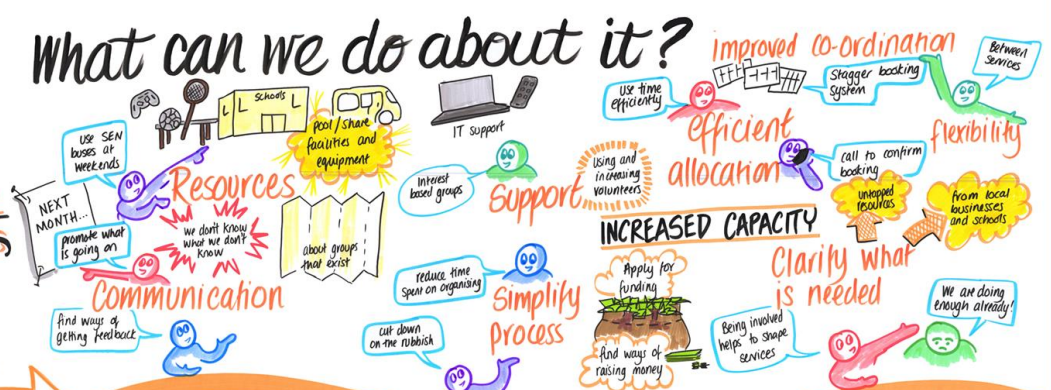 What can we do about it?
Improved co-ordination
Use time
efficiently
Stagger booking
system
Between
services
efficient
allocation
flexibility
call to confirm
booking
SCHOOLS
Pool/share
facilities and
equipment
IT support
use SEN
buses at
weekends
Resources
NEXT
MONTH...
promote what
is going on
we don't know
what we don't
know
about groups
that exist
Communication
find ways of
getting feedback
Interest
based groups
Support
Using and
increasing
volunteers
reduce time
spent on organising
Simplify
process
cut down
on the rubbish
INCREASED CAPACITY
untapped
resources
from local
businesses
and schools
Apply for
funding
find ways of
raising money
Clarify what
is needed
Being involved
helps to shape
services
We are doing
enough already!